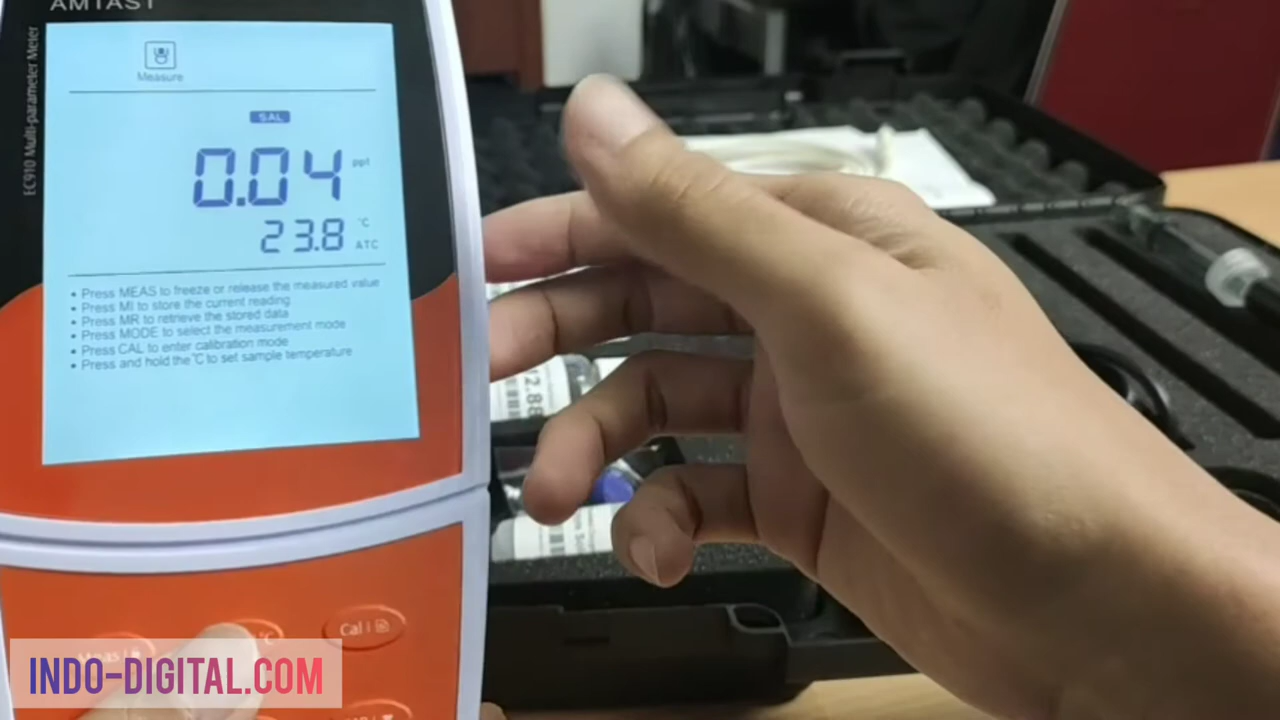 AMTAST
EC910 Multi-parameter Meter
Measure
SAL
0.04 ppt
23.8 °C
ATC
• Press MEAS to freeze or release the measured value
• Press MI to store the current reading
• Press MR to retrieve the stored data
• Press MODE to select the measurement mode
• Press CAL to enter calibration mode
• Press and hold the °C to set sample temperature
°C
Cal
INDO-DIGITAL.COM